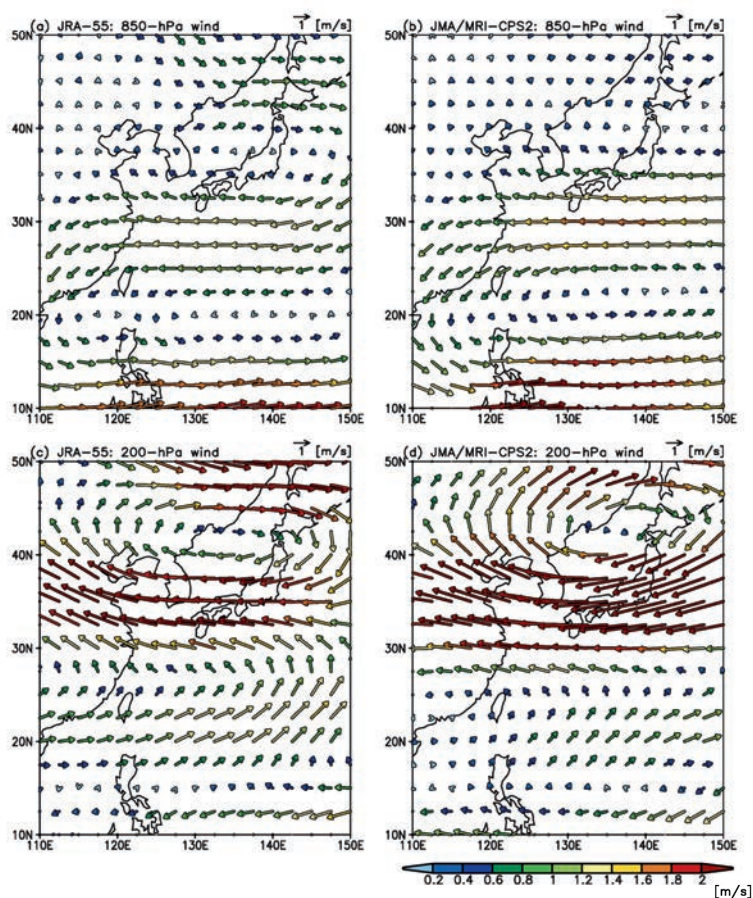 (a) JRA-55: 850-hPa wind 1 [m/s]
50N
40N
30N
20N
10N
110E 120E 130E 140E 150E
(b) JMA/MRI-CPS2: 850-hPa wind 1 [m/s]
50N
40N
30N
20N
10N
110E 120E 130E 140E 150E
(c) JRA-55: 200-hPa wind 1 [m/s]
50N
40N
30N
20N
10N
110E 120E 130E 140E 150E
(d) JMA/MRI-CPS2: 200-hPa wind 1 [m/s]
50N
40N
30N
20N
10N
110E 120E 130E 140E 150E
0.2 0.4 0.6 0.8 1 1.2 1.4 1.6 1.8 2
[m/s]